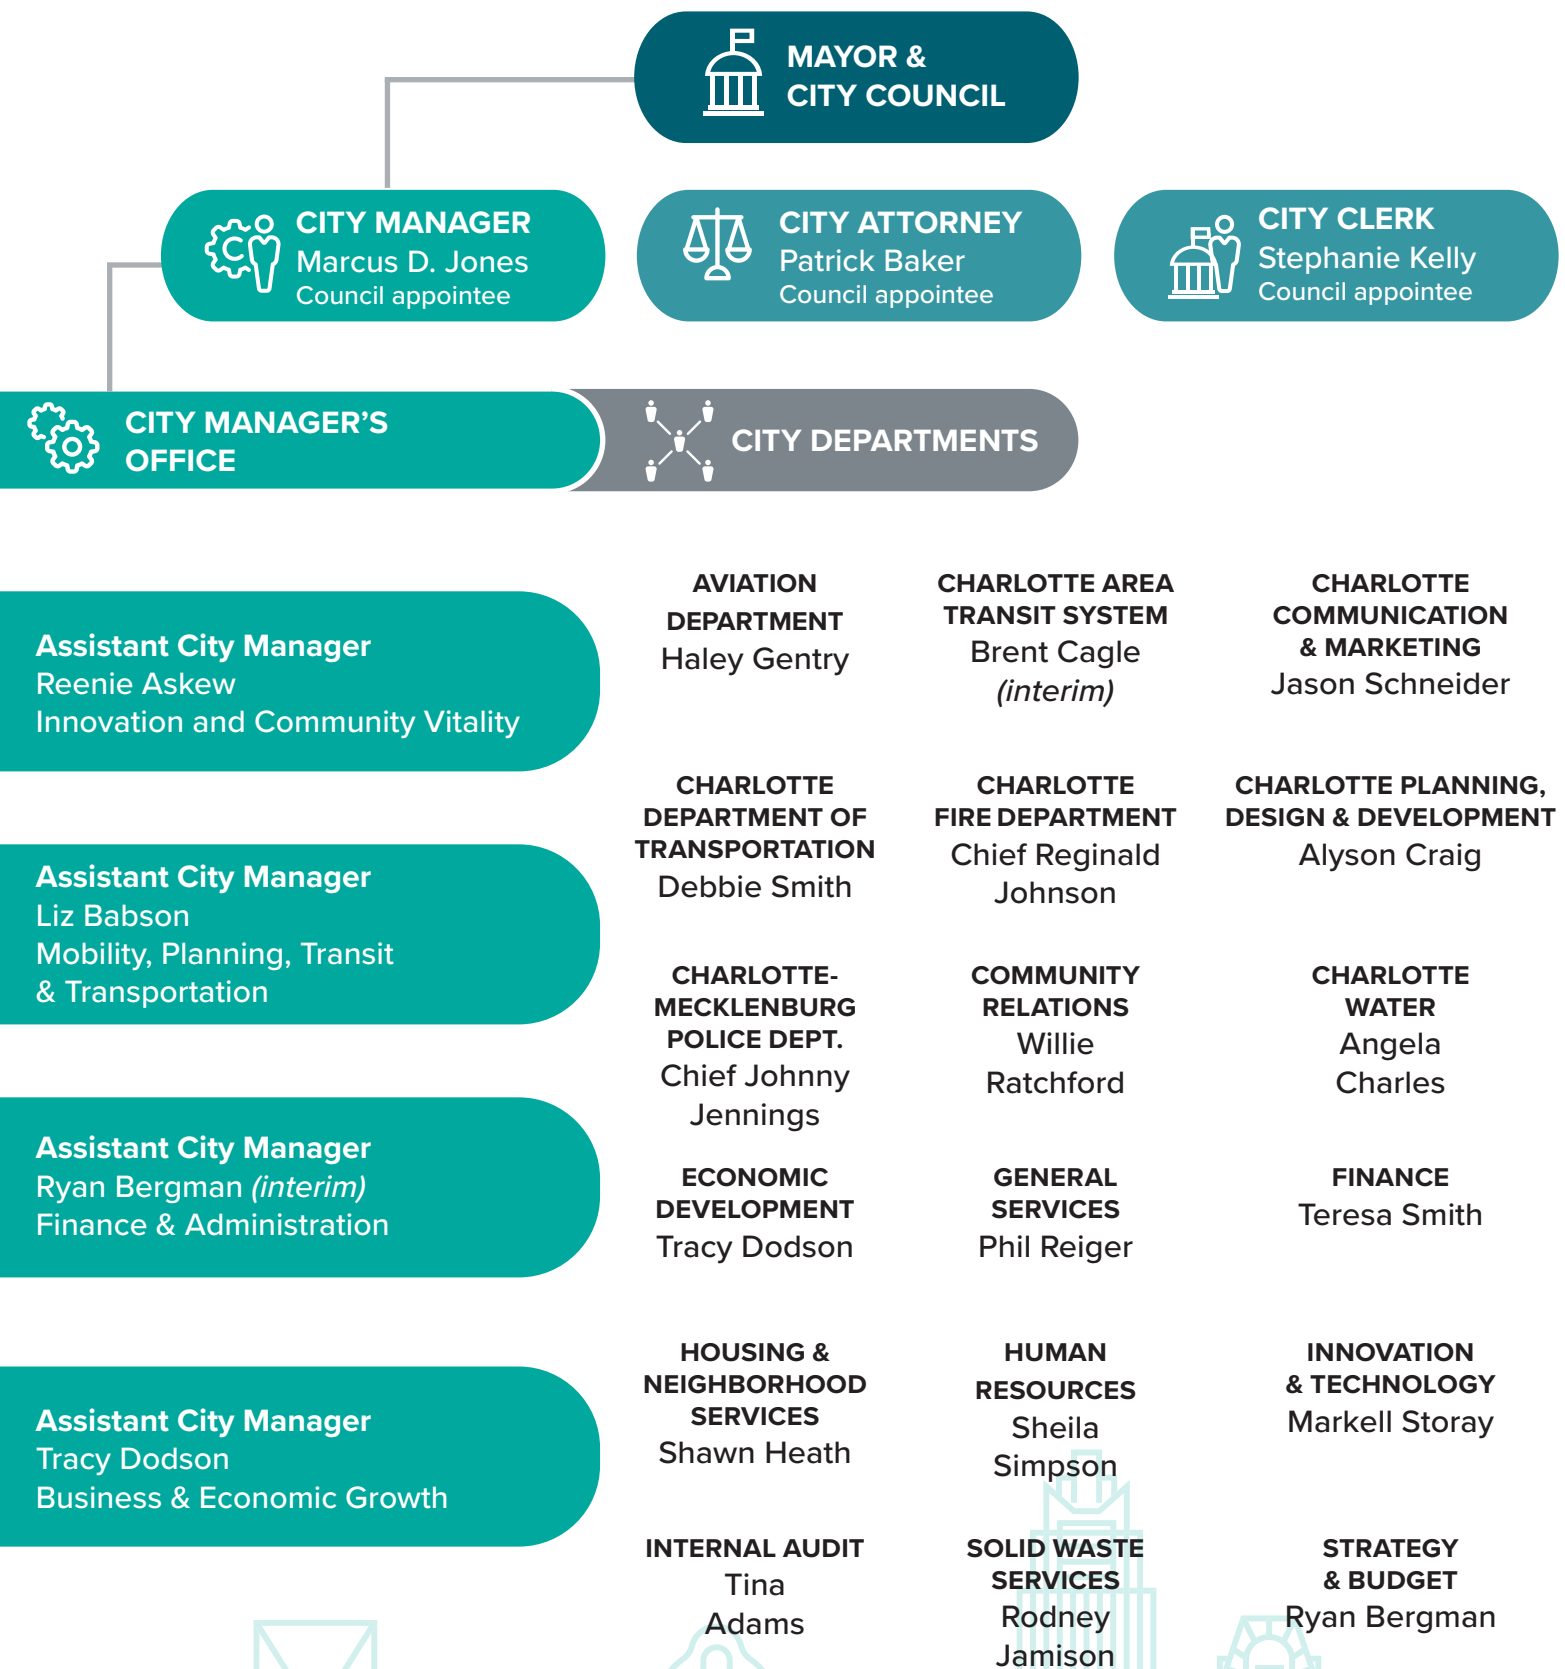 MAYOR &
CITY COUNCIL
CITY MANAGER
Marcus D. Jones
Council appointee
CITY ATTORNEY
Patrick Baker
Council appointee
CITY CLERK
Stephanie Kelly
Council appointee
CITY MANAGER’S
OFFICE
CITY DEPARTMENTS
Assistant City Manager
Reenie Askew
Innovation and Community Vitality
Assistant City Manager
Liz Babson
Mobility, Planning, Transit
& Transportation
Assistant City Manager
Ryan Bergman (interim)
Finance & Administration
Assistant City Manager
Tracy Dodson
Business & Economic Growth
AVIATION
DEPARTMENT
Haley Gentry
CHARLOTTE AREA
TRANSIT SYSTEM
Brent Cagle
(interim)
CHARLOTTE
COMMUNICATION
& MARKETING
Jason Schneider
CHARLOTTE
DEPARTMENT OF
TRANSPORTATION
Debbie Smith
CHARLOTTE
FIRE DEPARTMENT
Chief Reginald
Johnson
CHARLOTTE PLANNING,
DESIGN & DEVELOPMENT
Alyson Craig
CHARLOTTE-
MECKLENBURG
POLICE DEPT.
Chief Johnny
Jennings
COMMUNITY
RELATIONS
Willie
Ratchford
CHARLOTTE
WATER
Angela
Charles
ECONOMIC
DEVELOPMENT
Tracy Dodson
GENERAL
SERVICES
Phil Reiger
FINANCE
Teresa Smith
HOUSING &
NEIGHBORHOOD
SERVICES
Shawn Heath
HUMAN
RESOURCES
Sheila
Simpson
INNOVATION
& TECHNOLOGY
Markell Storay
INTERNAL AUDIT
Tina
Adams
SOLID WASTE
SERVICES
Rodney
Jamison
STRATEGY
& BUDGET
Ryan Bergman